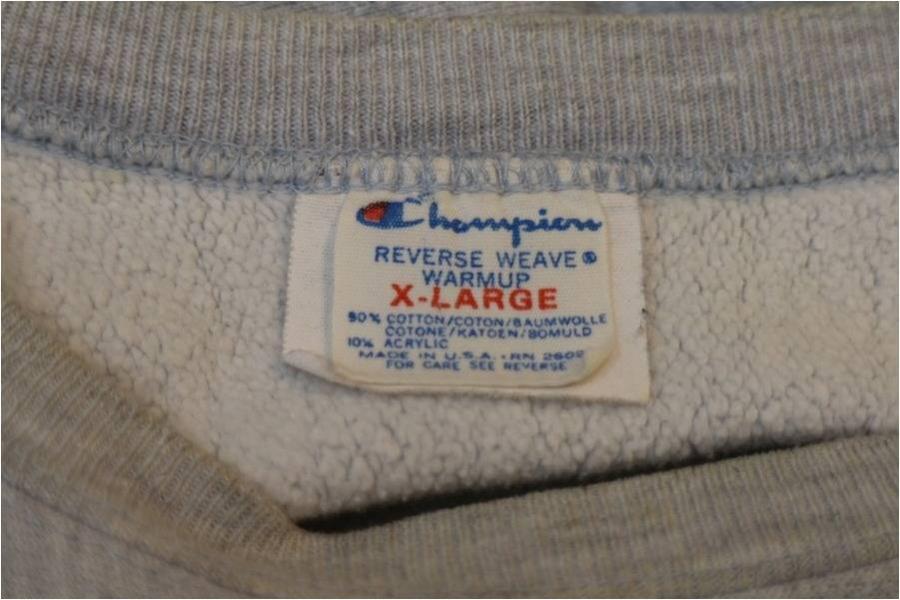 Champion
REVERSE WEAVE®
WARMUP
X-LARGE
90% COTTON/COTON/BAUMWOLLE
COTONE/KATOEN/BOMULD
10% ACRYLIC
MADE IN U.S.A. · RN 2602
FOR CARE SEE REVERSE